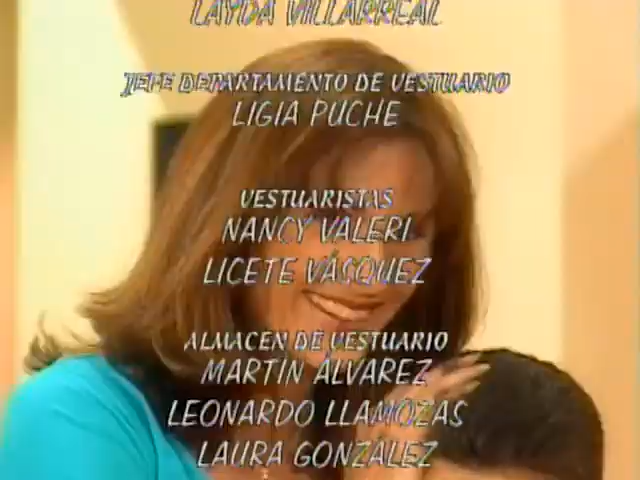 LAYDA VILLARREAL
JEFE DEPARTAMENTO DE VESTUARIO
LIGIA PUCHE
VESTUARISTAS
NANCY VALERI
LICETE VÁSQUEZ
ALMACÉN DE VESTUARIO
MARTÍN ÁLVAREZ
LEONARDO LLAMOZAS
LAURA GONZÁLEZ